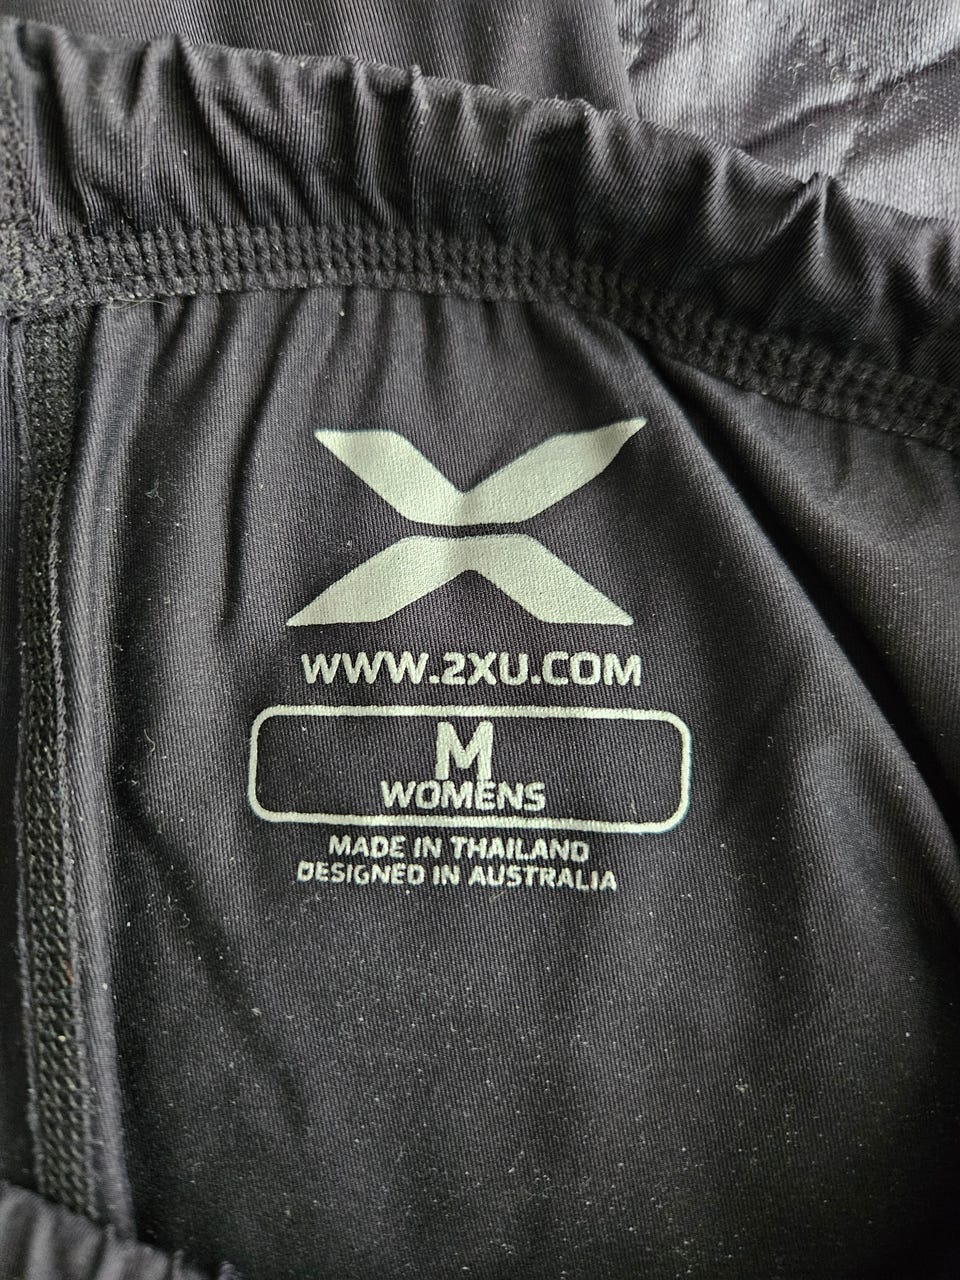 WWW.2XU.COM
M
WOMENS
MADE IN THAILAND
DESIGNED IN AUSTRALIA